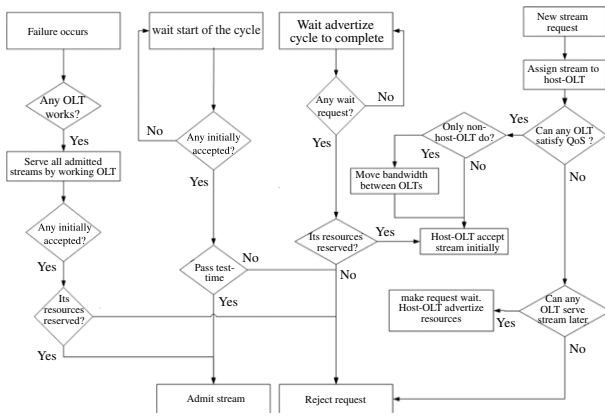 Failure occurs
Any OLT
works?
Yes
Serve all admitted
streams by working OLT
Any initially
accepted?
Yes
Its
resources
reserved?
Yes
wait start of the cycle
No
Any initially
accepted?
Yes
Pass test-
time
No
Yes
Admit stream
Wait advertize
cycle to complete
No
Any wait
request?
Yes
Its resources
reserved?
Yes
No
Reject request
New stream
request
Assign stream to
host-OLT
Can any OLT
satisfy QoS ?
Yes
No
Only non-
host-OLT do?
Yes
No
Move bandwidth
between OLTs
Host-OLT accept
stream initially
Can any
OLT serve
stream later
Yes
No
make request wait.
Host-OLT advertize
resources